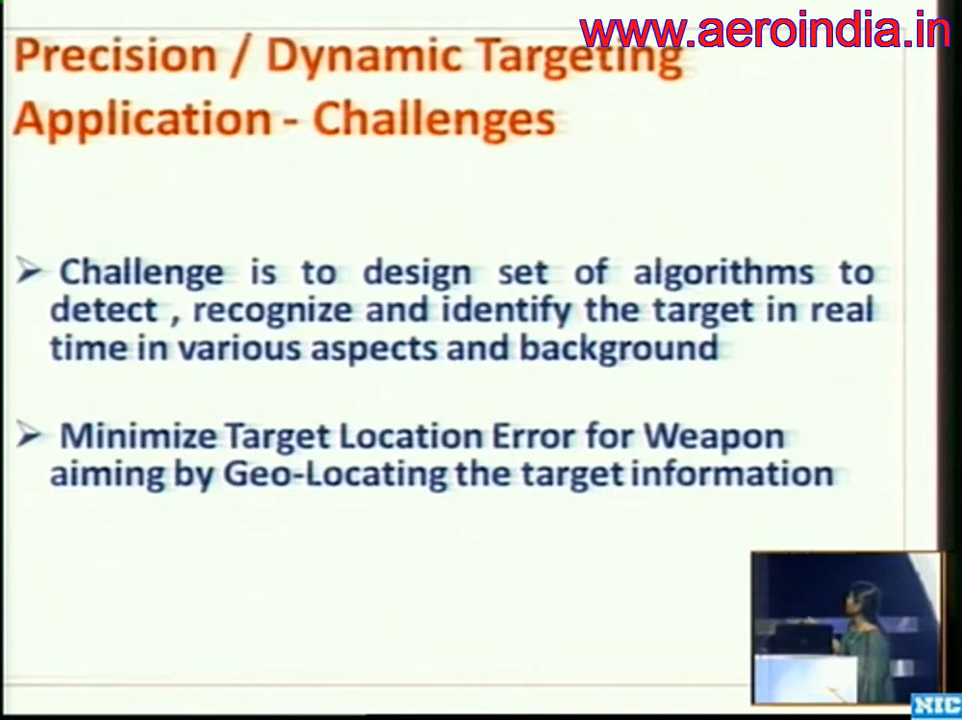 www.aeroindia.in
Precision / Dynamic Targeting
Application - Challenges
Challenge is to design set of algorithms to
detect , recognize and identify the target in real
time in various aspects and background
Minimize Target Location Error for Weapon
aiming by Geo-Locating the target information
NIC